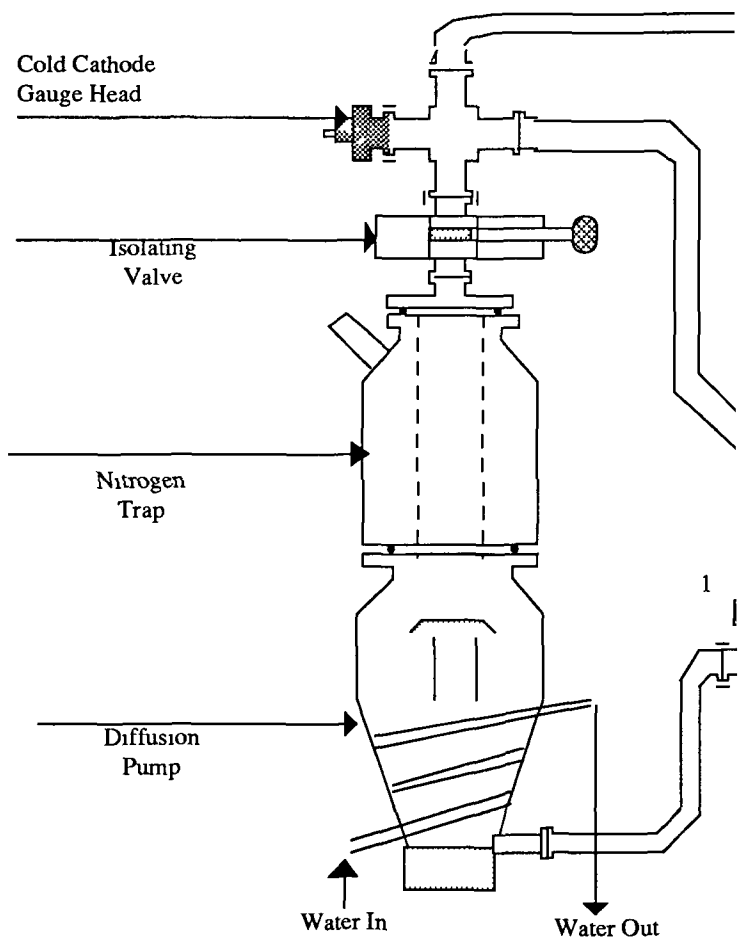 Cold Cathode
Gauge Head
Isolating
Valve
Nitrogen
Trap
1
Diffusion
Pump
Water In
Water Out